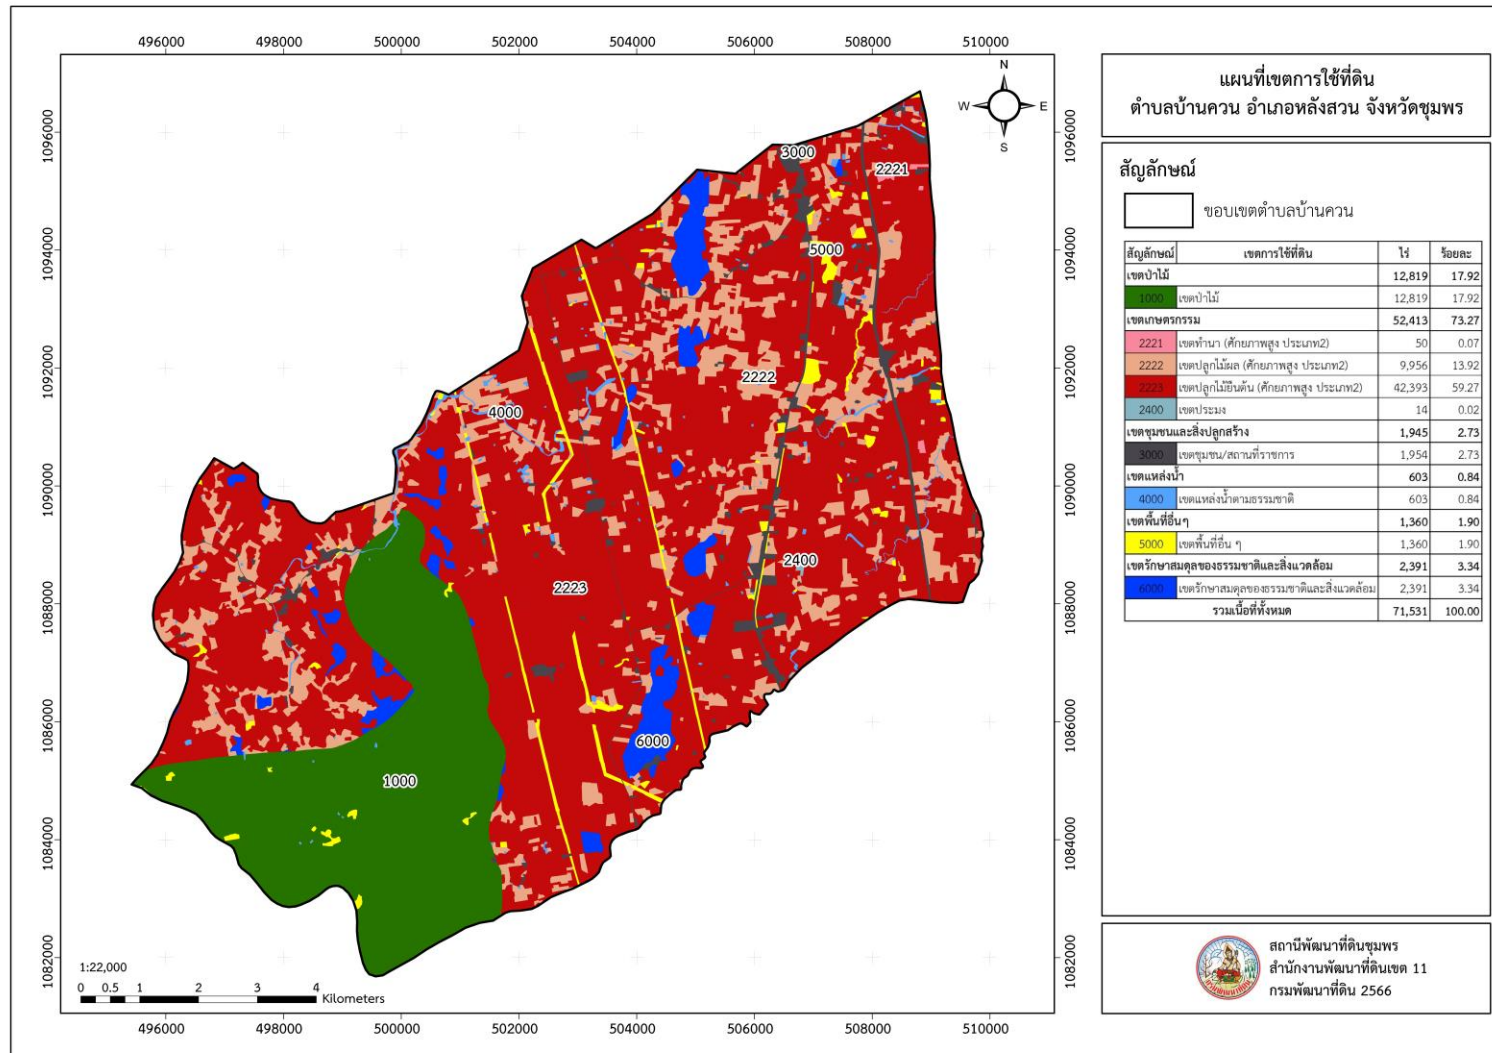 496000 498000 500000 502000 504000 506000 508000 510000
N
W E
S
1096000 1096000
1094000 1094000
1092000 1092000
1090000 1090000
1088000 1088000
1086000 1086000
1084000 1084000
1082000 1082000
3000
2221
5000
2222
4000
2400
2223
6000
1000
1:22,000
0 0.5 1 2 3 4
Kilometers
496000 498000 500000 502000 504000 506000 508000 510000
แผนที่เขตการใช้ที่ดิน
ตำบลบ้านควน อำเภอหลังสวน จังหวัดชุมพร
สัญลักษณ์
ขอบเขตตำบลบ้านควน
สัญลักษณ์ เขตการใช้ที่ดิน ไร่ ร้อยละ
เขตป่าไม้ 12,819 17.92
1000 เขตป่าไม้ 12,819 17.92
เขตเกษตรกรรม 52,413 73.27
2221 เขตทำนา (ศักยภาพสูง ประเภท2) 50 0.07
2222 เขตปลูกไม้ผล (ศักยภาพสูง ประเภท2) 9,956 13.92
2223 เขตปลูกไม้ยืนต้น (ศักยภาพสูง ประเภท2) 42,393 59.27
2400 เขตประมง 14 0.02
เขตชุมชนและสิ่งปลูกสร้าง 1,945 2.73
3000 เขตชุมชน/สถานที่ราชการ 1,954 2.73
เขตแหล่งน้ำ 603 0.84
4000 เขตแหล่งน้ำตามธรรมชาติ 603 0.84
เขตพื้นที่อื่นๆ 1,360 1.90
5000 เขตพื้นที่อื่น ๆ 1,360 1.90
เขตรักษาสมดุลของธรรมชาติและสิ่งแวดล้อม 2,391 3.34
6000 เขตรักษาสมดุลของธรรมชาติและสิ่งแวดล้อม 2,391 3.34
รวมเนื้อที่ทั้งหมด 71,531 100.00
สถานีพัฒนาที่ดินชุมพร
สำนักงานพัฒนาที่ดินเขต 11
กรมพัฒนาที่ดิน 2566
กรมพัฒนาที่ดิน